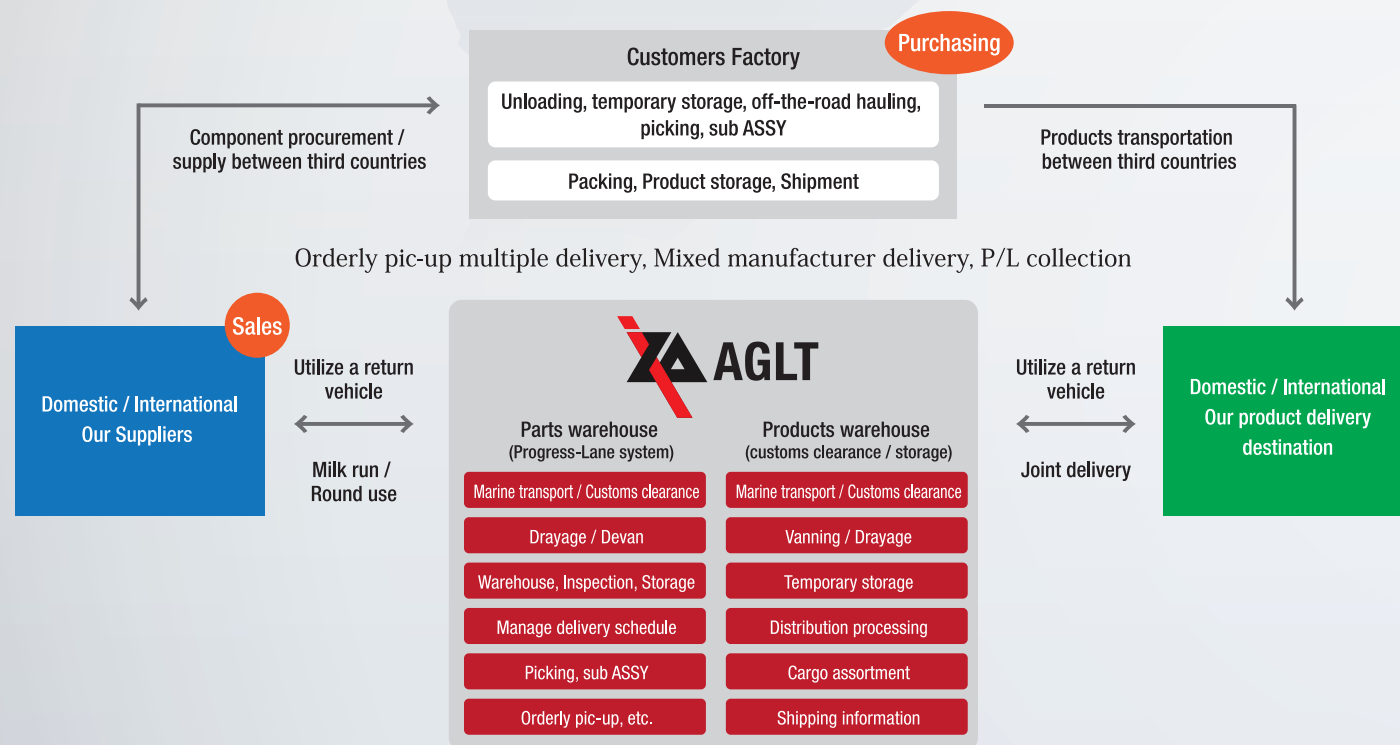 Purchasing
Customers Factory
Unloading, temporary storage, off-the-road hauling,
picking, sub ASSY
Packing, Product storage, Shipment
Component procurement /
supply between third countries
Products transportation
between third countries
Orderly pic-up multiple delivery, Mixed manufacturer delivery, P/L collection
Sales
Domestic / International
Our Suppliers
Utilize a return
vehicle
Milk run /
Round use
AGLT
Parts warehouse
(Progress-Lane system)
Marine transport / Customs clearance
Drayage / Devan
Warehouse, Inspection, Storage
Manage delivery schedule
Picking, sub ASSY
Orderly pic-up, etc.
Products warehouse
(customs clearance / storage)
Marine transport / Customs clearance
Vanning / Drayage
Temporary storage
Distribution processing
Cargo assortment
Shipping information
Utilize a return
vehicle
Joint delivery
Domestic / International
Our product delivery
destination